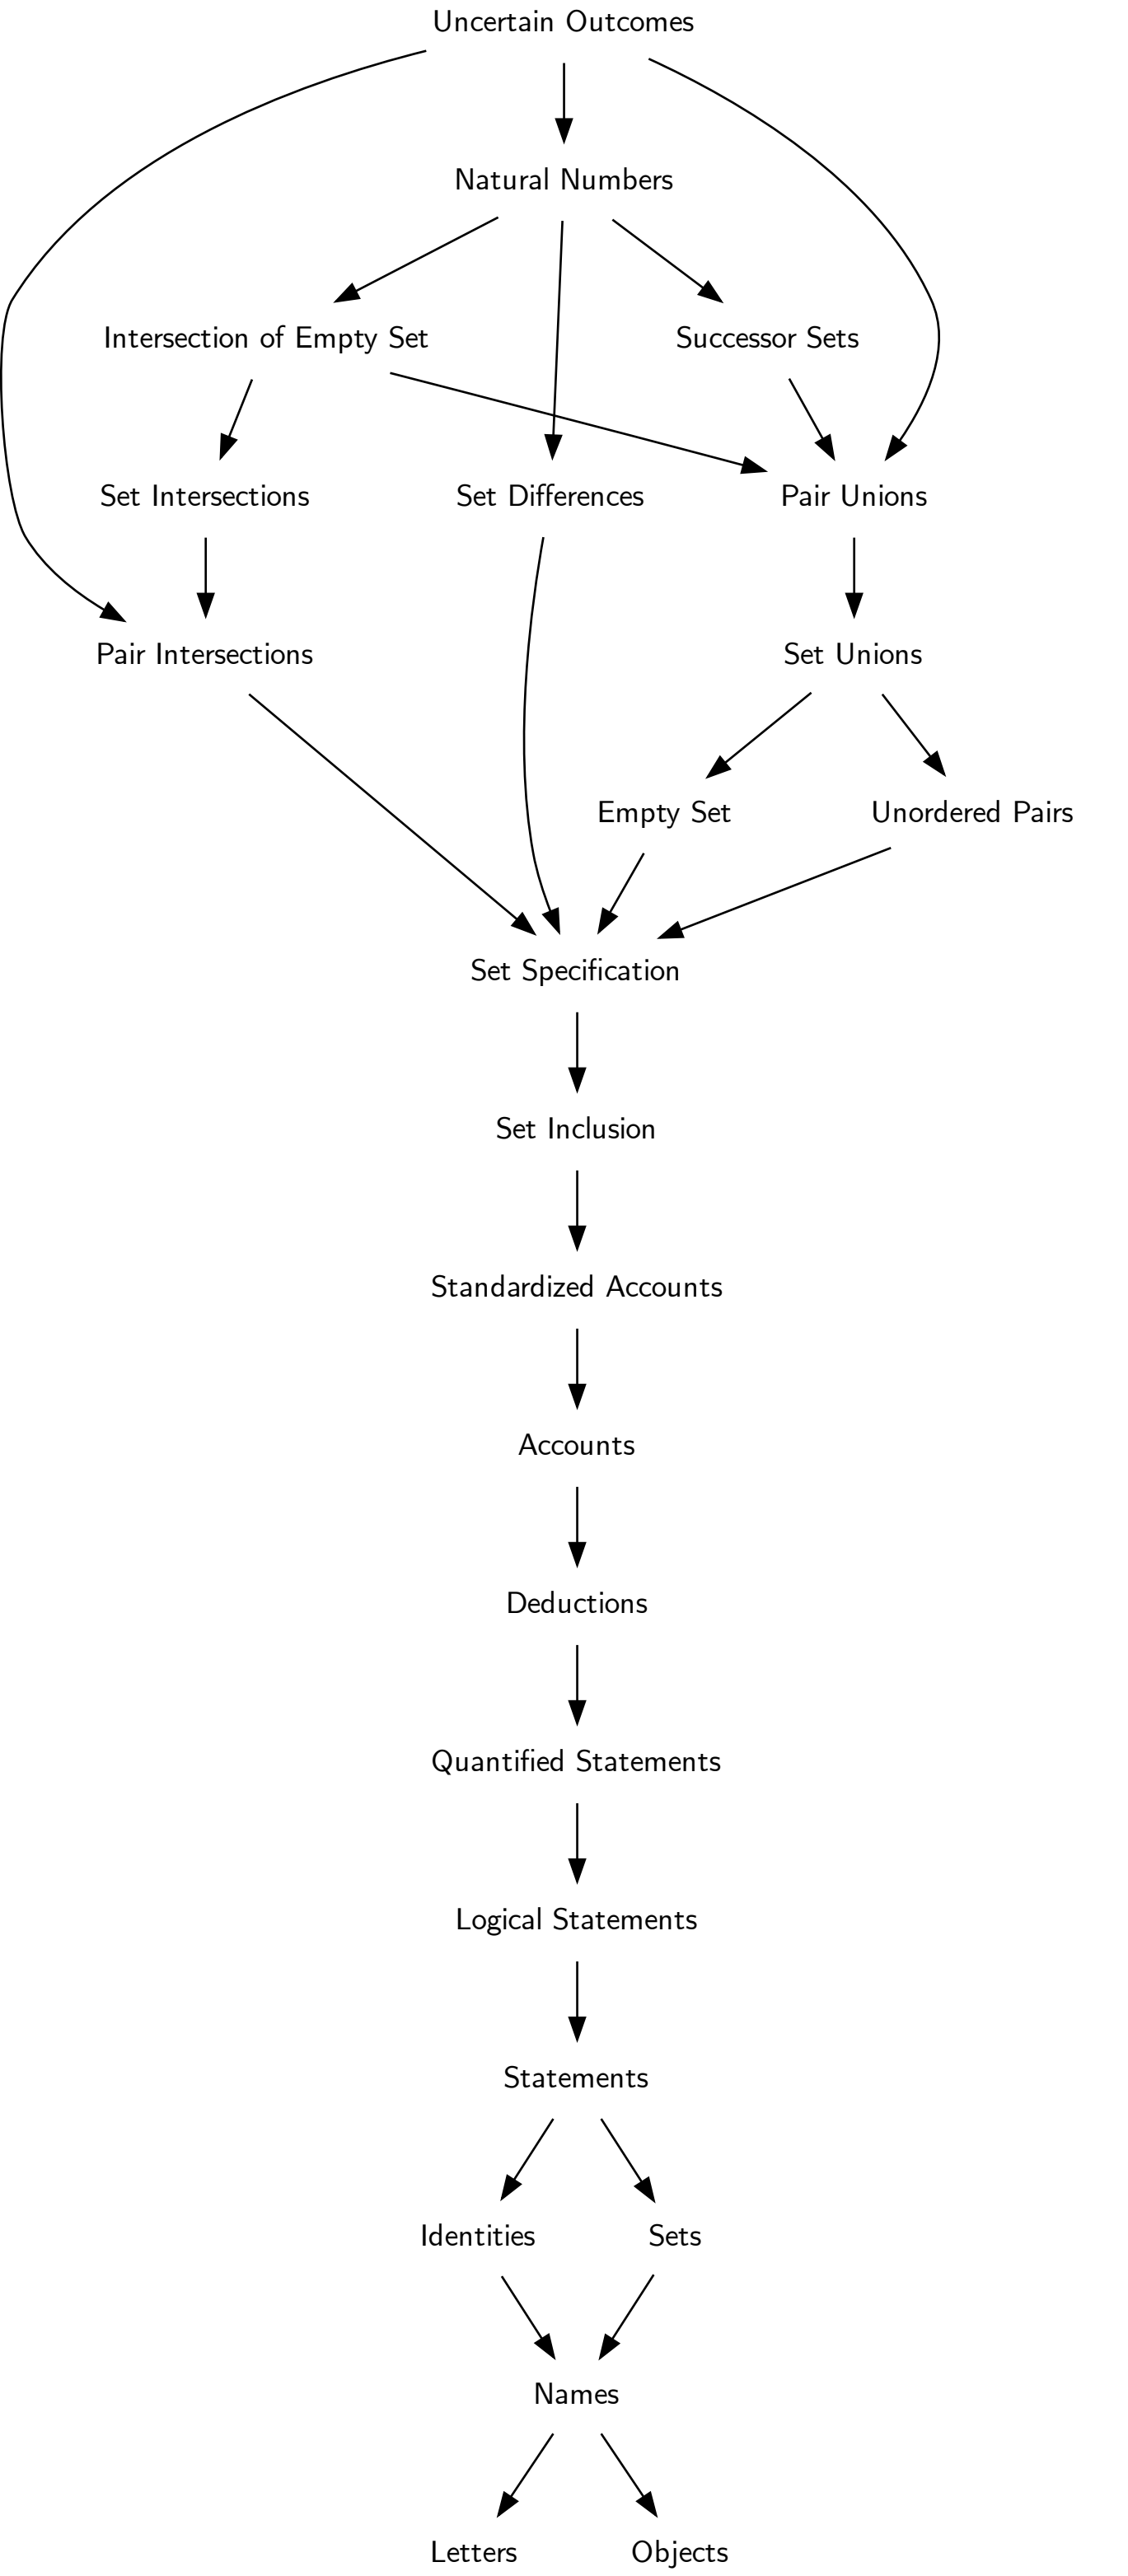 Uncertain Outcomes
Natural Numbers
Intersection of Empty Set
Successor Sets
Set Intersections
Set Differences
Pair Unions
Pair Intersections
Set Unions
Empty Set
Unordered Pairs
Set Specification
Set Inclusion
Standardized Accounts
Accounts
Deductions
Quantified Statements
Logical Statements
Statements
Identities
Sets
Names
Letters
Objects